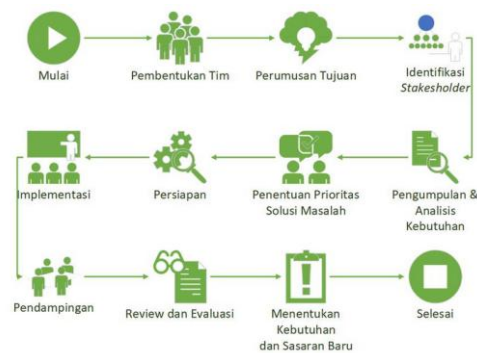 Mulai
Pembentukan Tim
Perumusan Tujuan
Identifikasi
Stakeholder
Pengumpulan &
Analisis
Kebutuhan
Penentuan Prioritas
Solusi Masalah
Persiapan
Implementasi
Pendampingan
Review dan Evaluasi
Menentukan
Kebutuhan
dan Sasaran Baru
Selesai